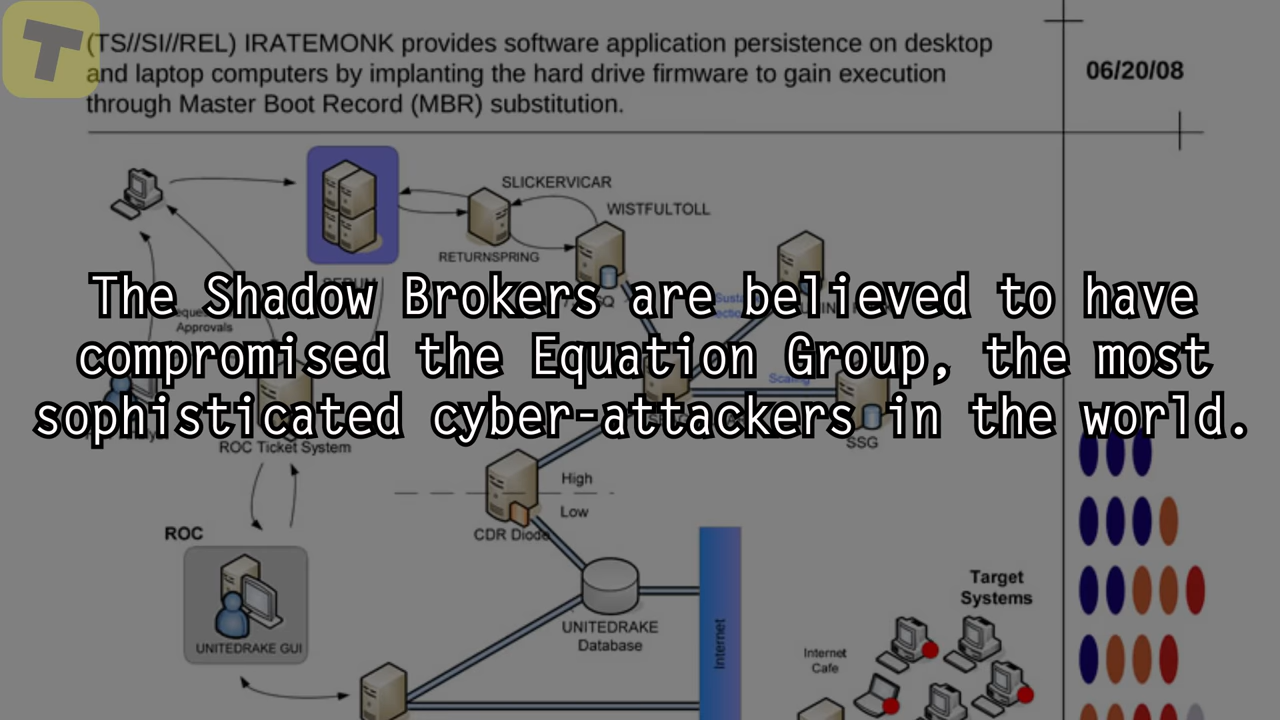 T
(TS//SI//REL) IRATEMONK provides software application persistence on desktop
and laptop computers by implanting the hard drive firmware to gain execution
through Master Boot Record (MBR) substitution.
06/20/08
SLICKERVICAR
WISTFULTOLL
RETURNSPRING
The Shadow Brokers are believed to have
compromised the Equation Group, the most
sophisticated cyber-attackers in the world.
Approvals
ROC Ticket System
SSG
High
Low
CDR Diode
ROC
UNITEDRAKE GUI
UNITEDRAKE
Database
Internet
Target
Systems
Internet
Cafe